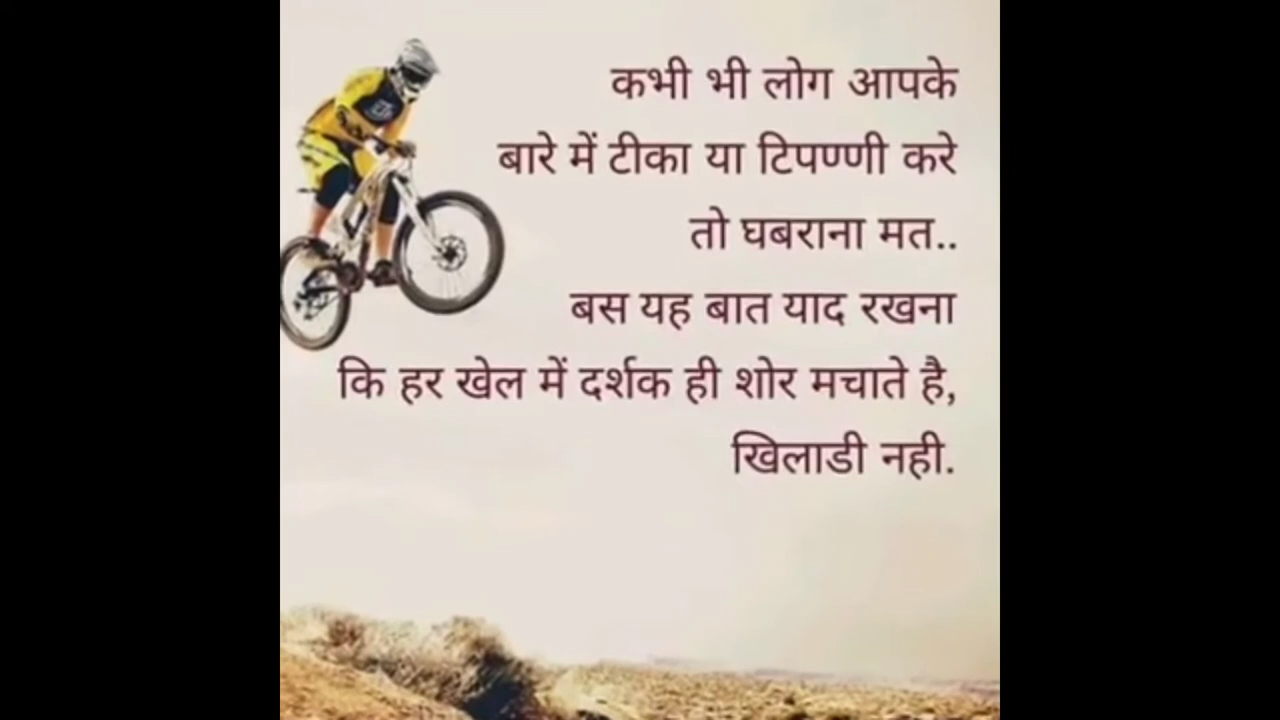 कभी भी लोग आपके
बारे में टीका या टिपण्णी करे
तो घबराना मत..
बस यह बात याद रखना
कि हर खेल में दर्शक ही शोर मचाते है,
खिलाडी नही.